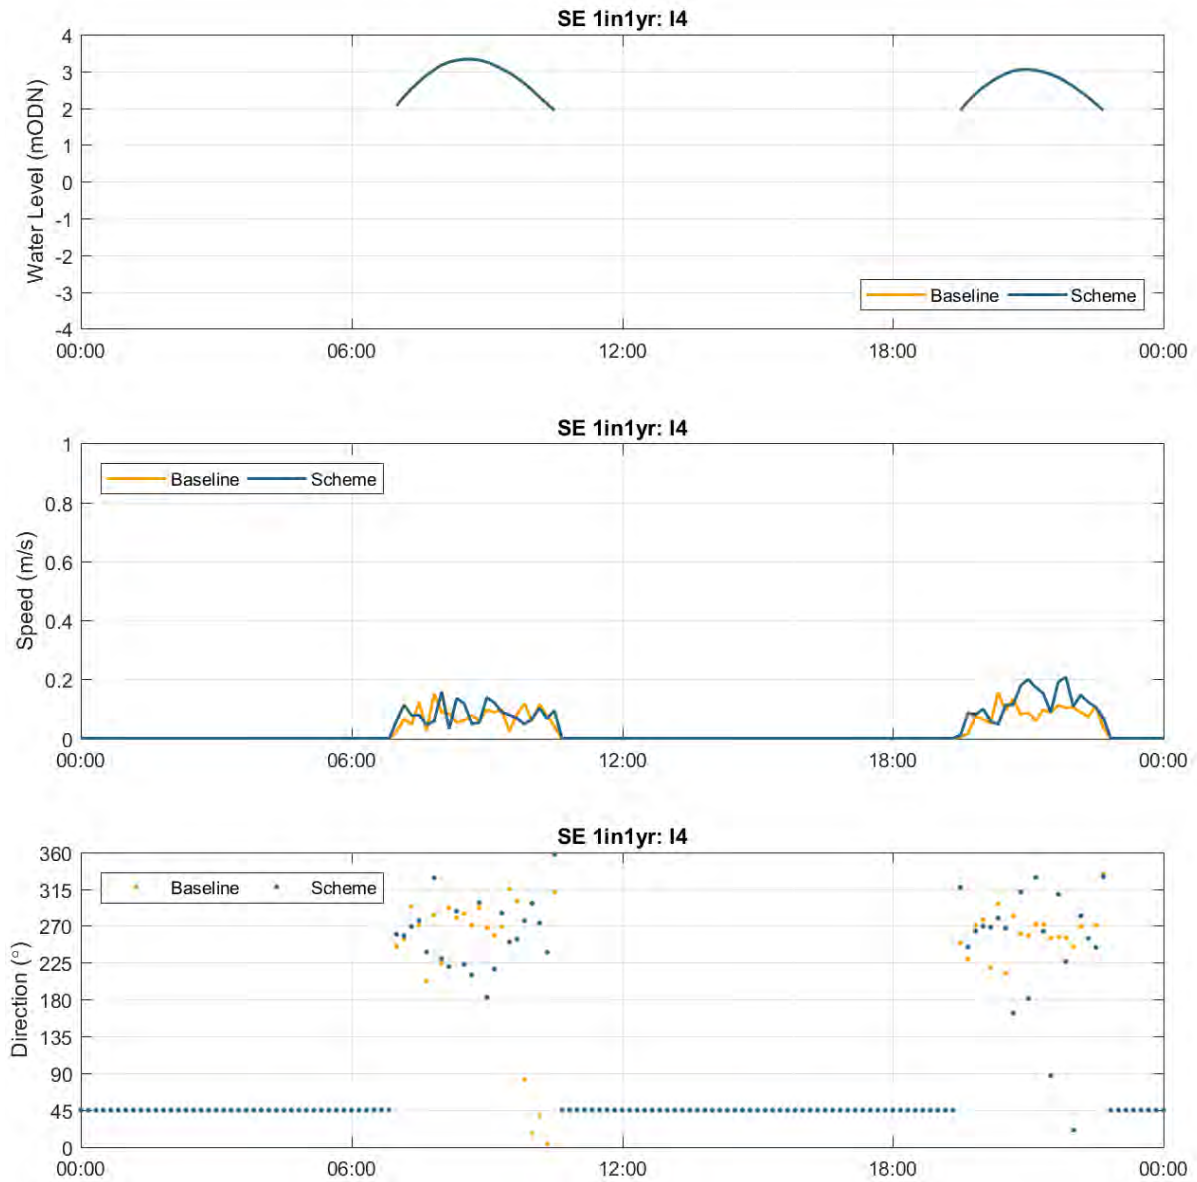 SE 1in1yr: I4
4
3
2
1
0
-1
-2
-3
-4
Water Level (mODN)
Baseline Scheme
00:00 06:00 12:00 18:00 00:00
SE 1in1yr: I4
1
0.8
0.6
0.4
0.2
0
Speed (m/s)
Baseline Scheme
00:00 06:00 12:00 18:00 00:00
SE 1in1yr: I4
360
315
270
225
180
135
90
45
0
Direction (°)
Baseline Scheme
00:00 06:00 12:00 18:00 00:00